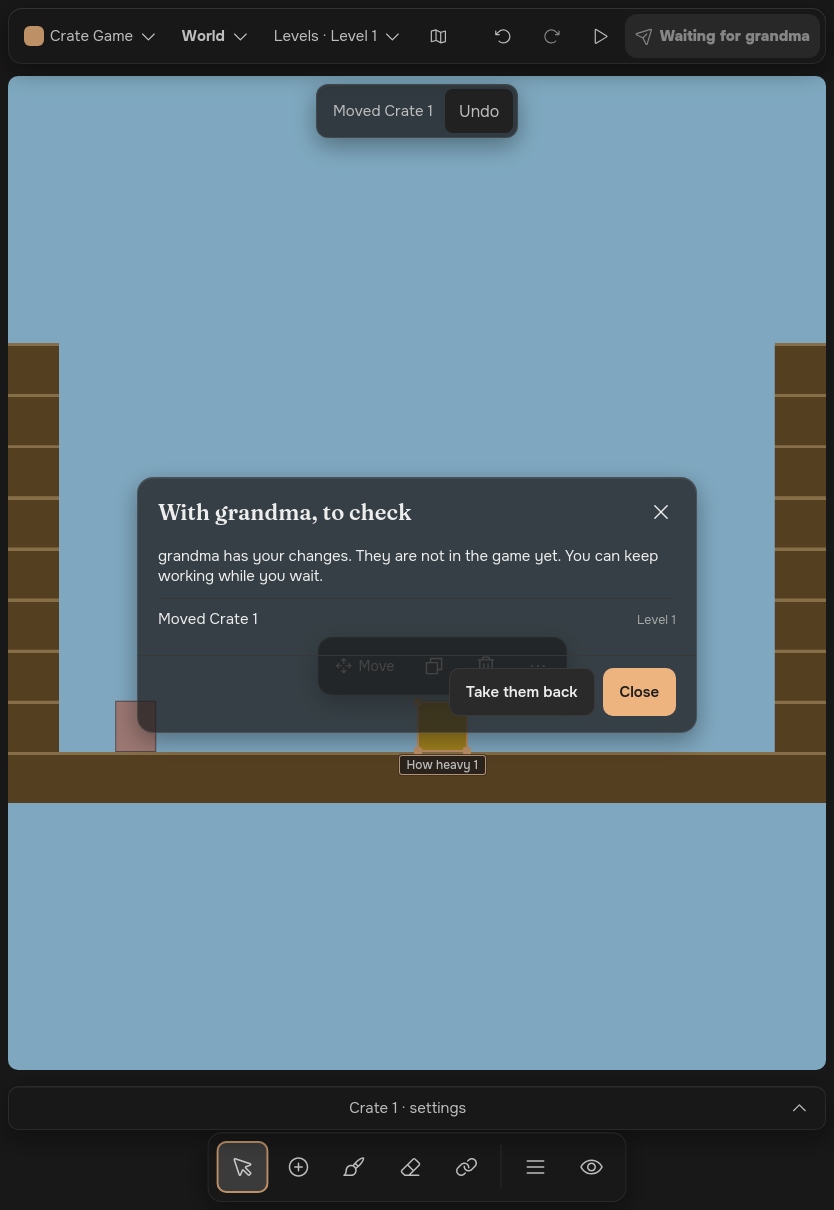 Crate Game
World
Levels · Level 1
Waiting for grandma
Moved Crate 1
Undo
With grandma, to check
grandma has your changes. They are not in the game yet. You can keep
working while you wait.
Moved Crate 1
Level 1
Move
Take them back
Close
How heavy 1
Crate 1 · settings